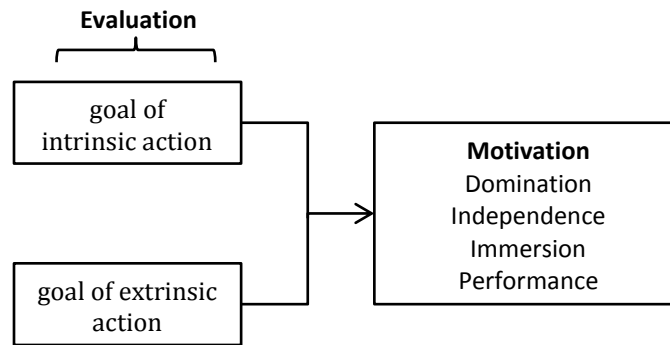 Evaluation
goal of
intrinsic action
goal of extrinsic
action
Motivation
Domination
Independence
Immersion
Performance